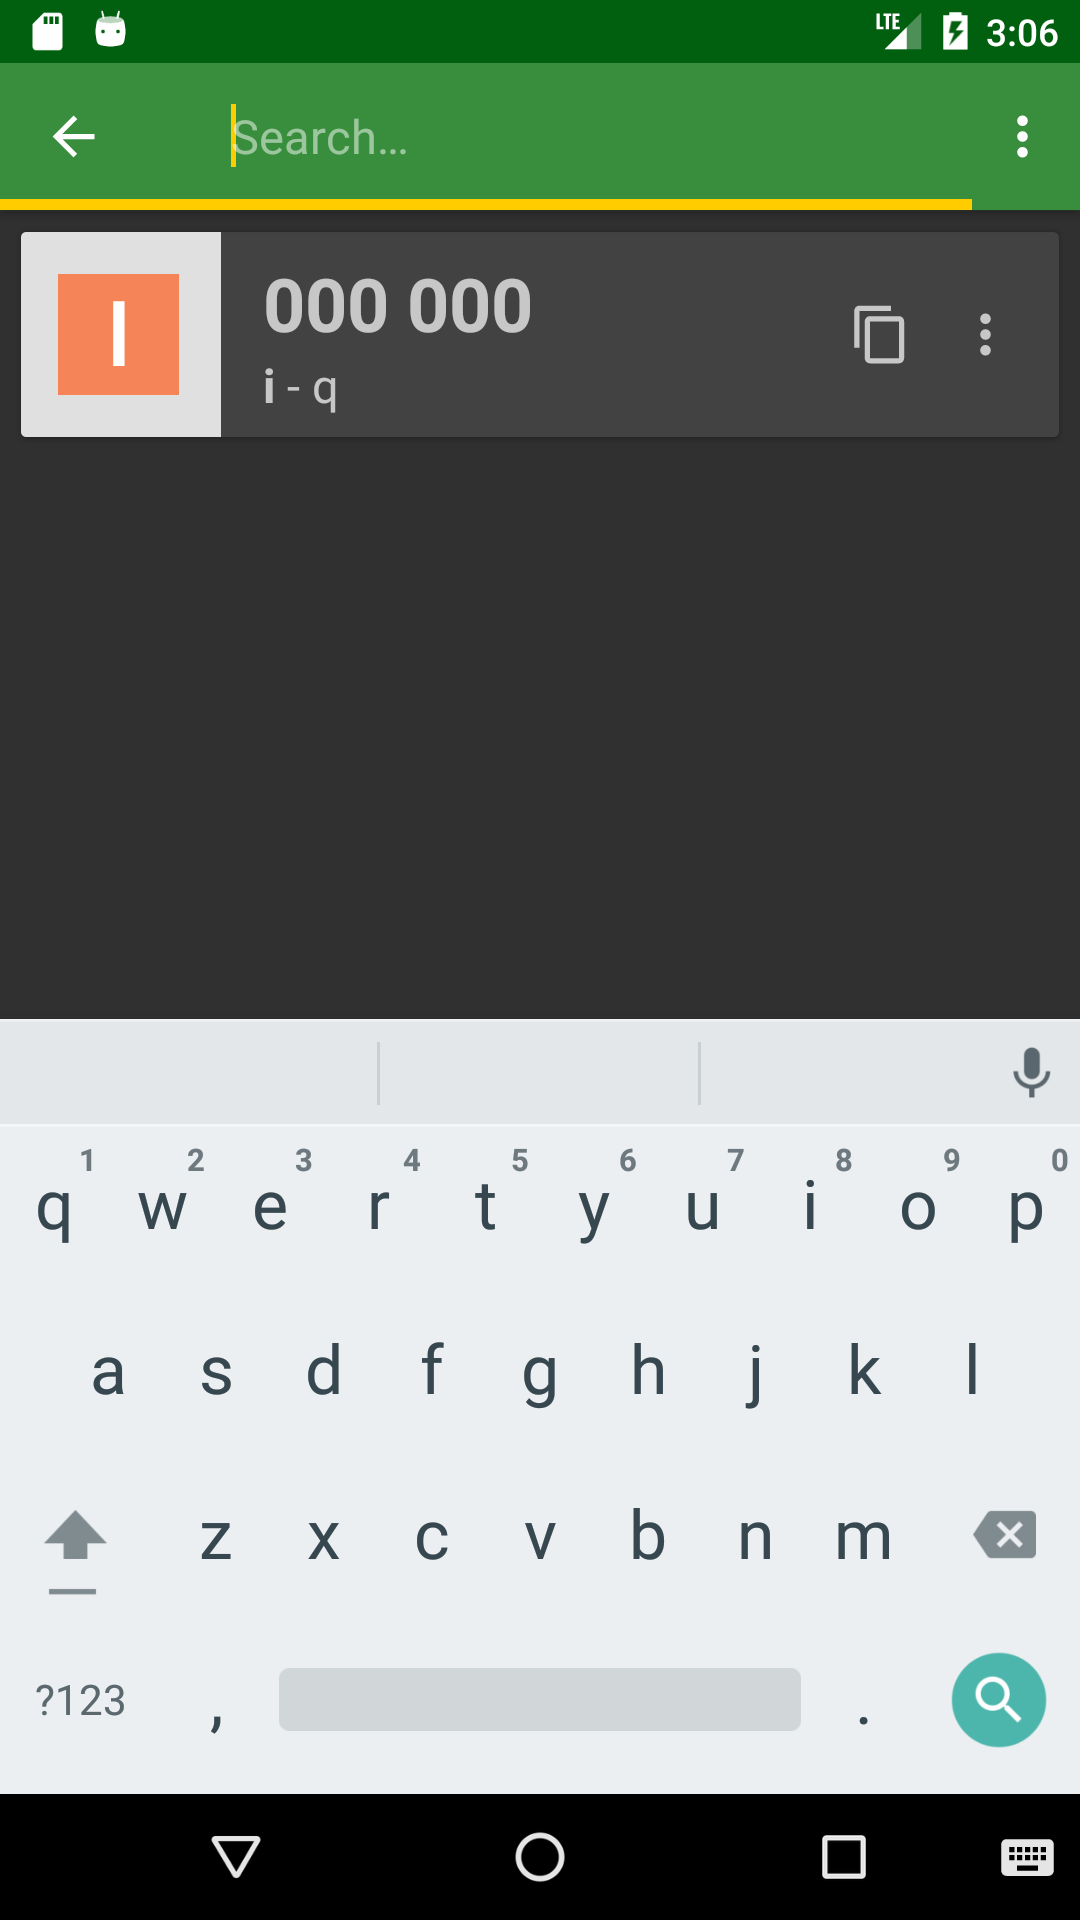 LTE 3:06
Search...
I
000 000
i - q
1 2 3 4 5 6 7 8 9 0
q w e r t y u i o p
a s d f g h j k l
z x c v b n m
?123 , .